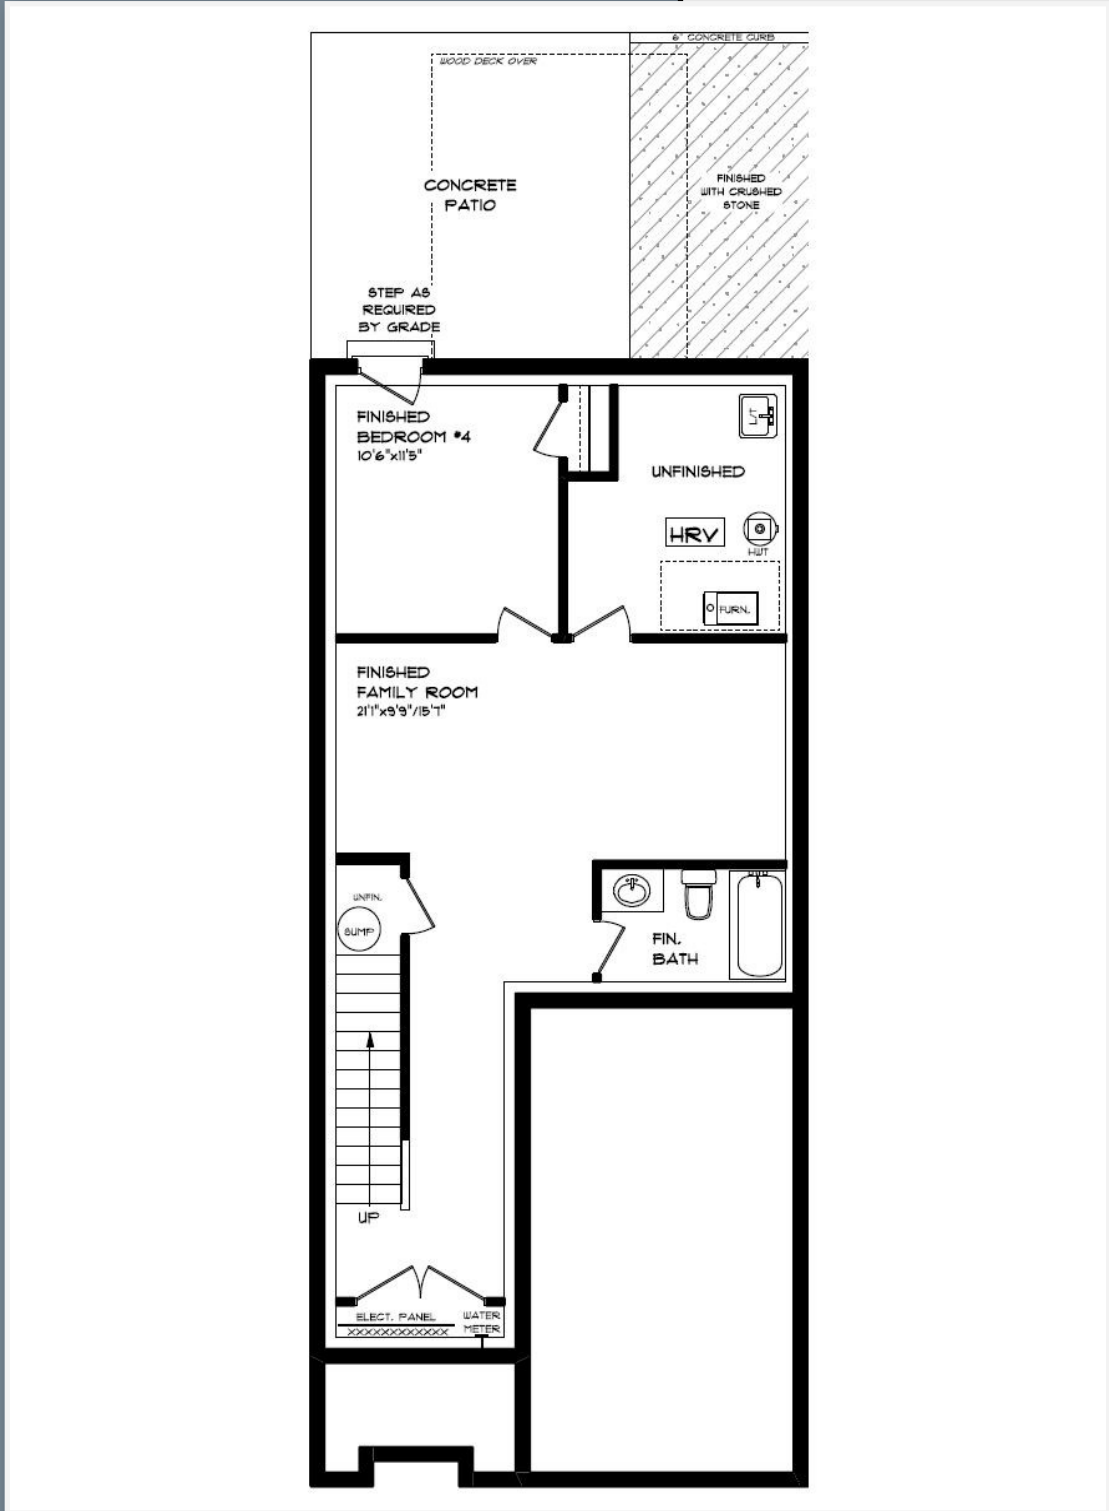 6" CONCRETE CURB
WOOD DECK OVER
CONCRETE
PATIO
FINISHED
WITH CRUSHED
STONE
STEP AS
REQUIRED
BY GRADE
FINISHED
BEDROOM #4
10'6"x11'5"
L/T
UNFINISHED
HRV
HWT
FURN.
FINISHED
FAMILY ROOM
21'1"x9'9"/15'7"
UNFIN.
SUMP
FIN.
BATH
UP
ELECT. PANEL
WATER
METER
XXXXXXXXXXXX